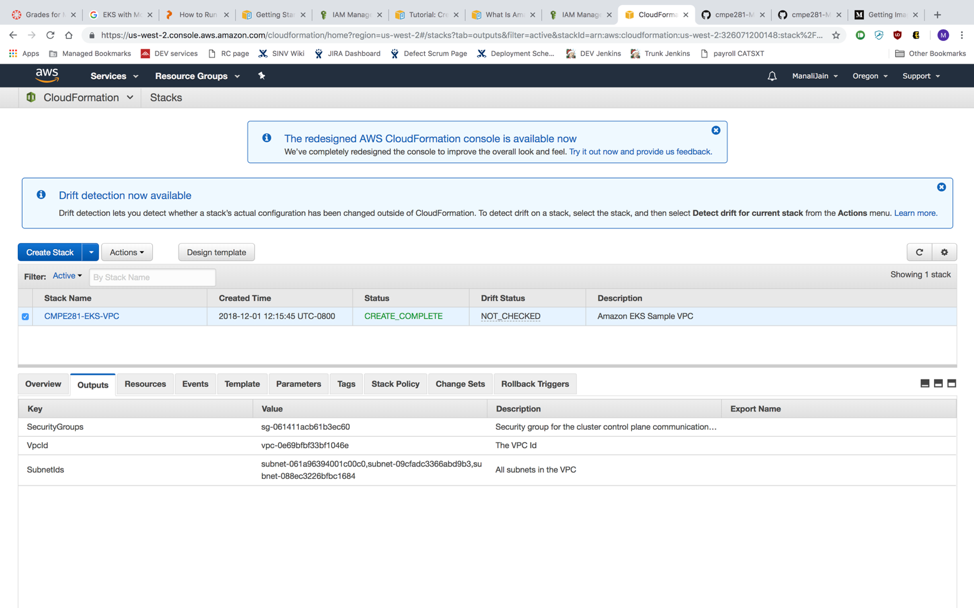 Grades for
EKS with M
How to Run
Getting Sta
IAM Manag
Tutorial: Cr
What Is Am
IAM Manag
CloudForm
cmpe281-M
cmpe281-M
Getting Ima
https://us-west-2.console.aws.amazon.com/cloudformation/home?region=us-west-2#/stacks?tab=outputs&filter=active&stackId=arn:aws:cloudformation:us-west-2:326071200148:stack%2F...
M
Apps Managed Bookmarks DEV services RC page SINV Wiki JIRA Dashboard Defect Scrum Page Deployment Sche... DEV Jenkins Trunk Jenkins payroll CATSXT Other Bookmarks
aws Services Resource Groups ManaliJain Oregon Support
CloudFormation Stacks
The redesigned AWS CloudFormation console is available now
We've completely redesigned the console to improve the overall look and feel. Try it out now and provide us feedback.
Drift detection now available
Drift detection lets you detect whether a stack's actual configuration has been changed outside of CloudFormation. To detect drift on a stack, select the stack, and then select Detect drift for current stack from the Actions menu. Learn more.
Create Stack Actions Design template
Filter: Active By Stack Name Showing 1 stack
Stack Name Created Time Status Drift Status Description
CMPE281-EKS-VPC 2018-12-01 12:15:45 UTC-0800 CREATE_COMPLETE NOT_CHECKED Amazon EKS Sample VPC
Overview Outputs Resources Events Template Parameters Tags Stack Policy Change Sets Rollback Triggers
Key Value Description Export Name
SecurityGroups sg-061411acb61b3ec60 Security group for the cluster control plane communication...
VpcId vpc-0e69bfbf33bf1046e The VPC Id
SubnetIds subnet-061a96394001c00c0,subnet-09cfadc3366abd9b3,su
bnet-088ec3226bfbc1684 All subnets in the VPC